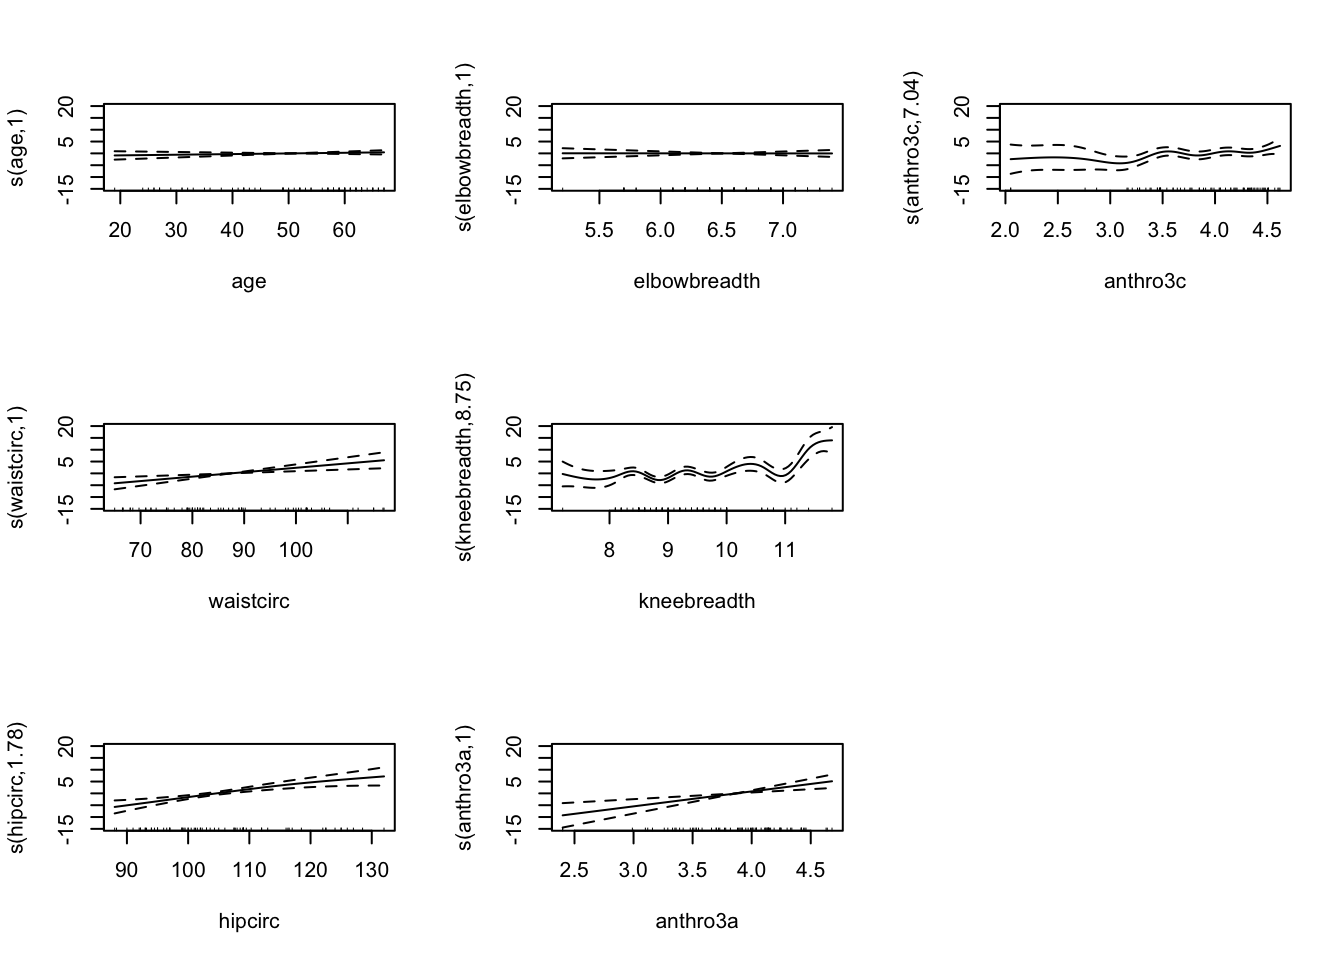 s(age,1)
20
5
-15
20 30 40 50 60
age
s(elbowbreadth,1)
20
5
-15
5.5 6.0 6.5 7.0
elbowbreadth
s(anthro3c,7.04)
20
5
-15
2.0 2.5 3.0 3.5 4.0 4.5
anthro3c
s(waistcirc,1)
20
5
-15
70 80 90 100
waistcirc
s(kneebreadth,8.75)
20
5
-15
8 9 10 11
kneebreadth
s(hipcirc,1.78)
20
5
-15
90 100 110 120 130
hipcirc
s(anthro3a,1)
20
5
-15
2.5 3.0 3.5 4.0 4.5
anthro3a